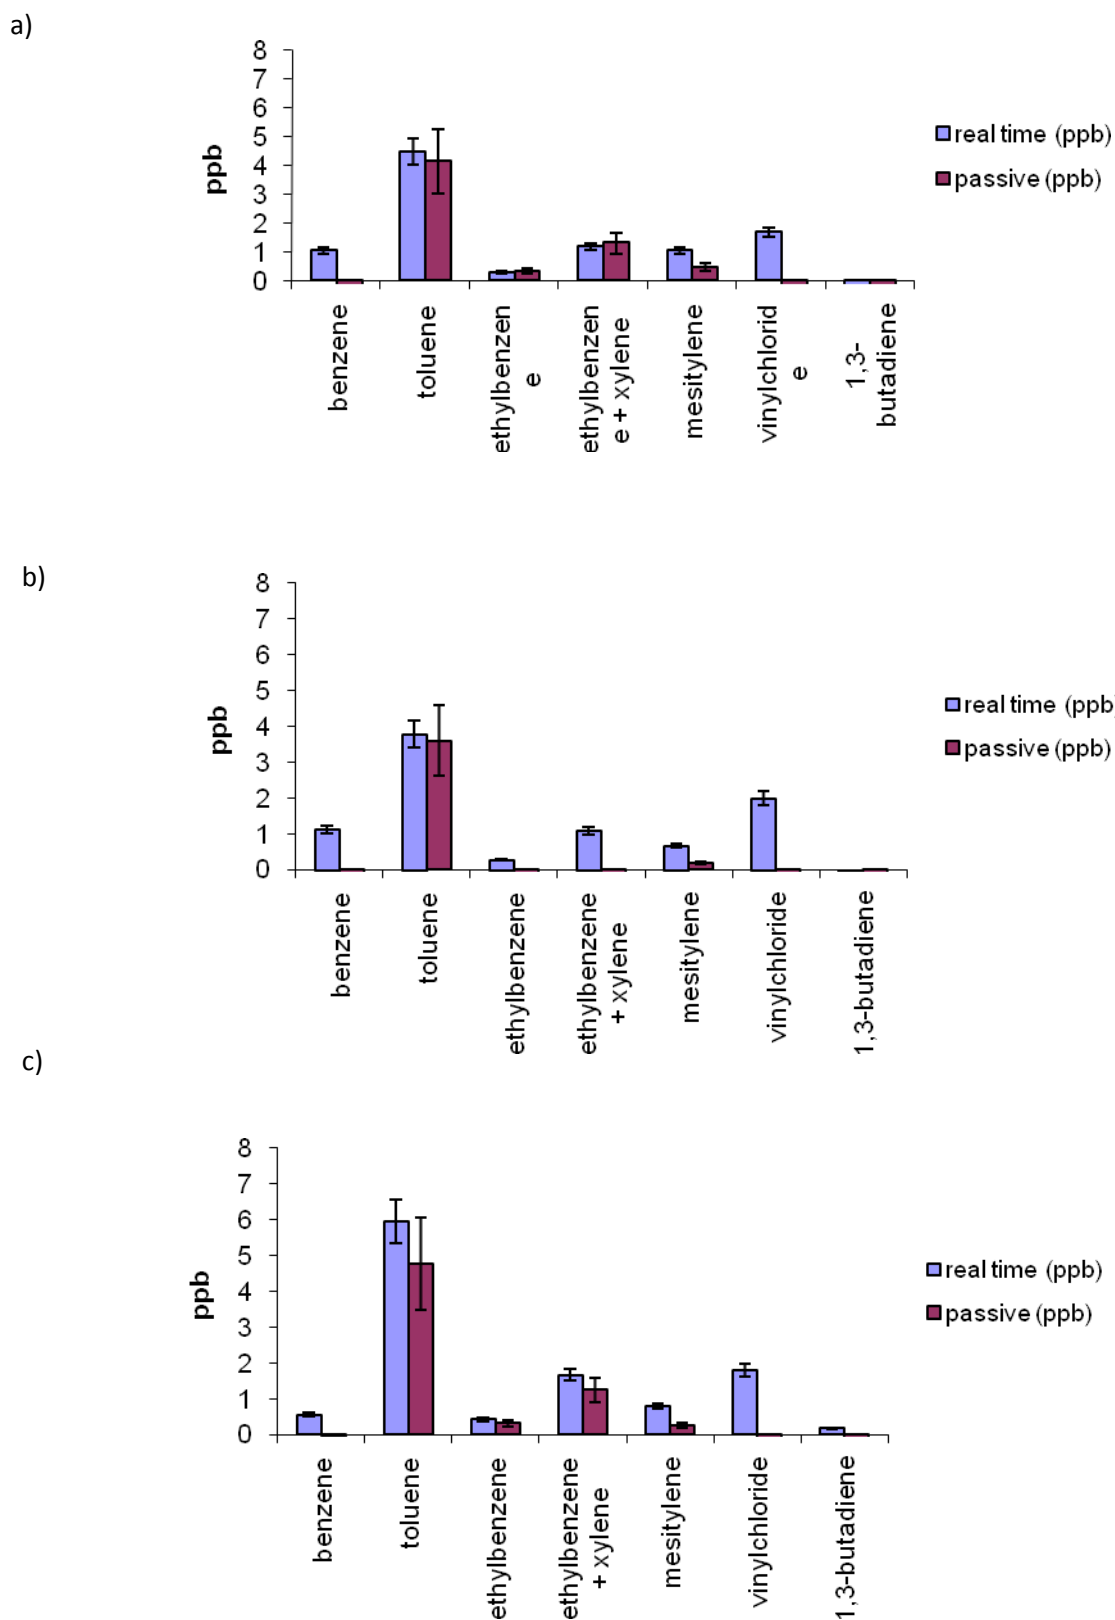 a)
8
7
6
5
4
3
2
1
0
ppb
real time (ppb)
passive (ppb)
benzene
toluene
ethylbenzen
e
ethylbenzen
e + xylene
mesitylene
vinylchlorid
e
1,3-
butadiene
b)
8
7
6
5
4
3
2
1
0
ppb
real time (ppb
passive (ppb)
benzene
toluene
ethylbenzene
ethylbenzene
+ xylene
mesitylene
vinylchloride
1,3-butadiene
c)
8
7
6
5
4
3
2
1
0
ppb
real time (ppb)
passive (ppb)
benzene
toluene
ethylbenzene
ethylbenzene
+ xylene
mesitylene
vinylchloride
1,3-butadiene